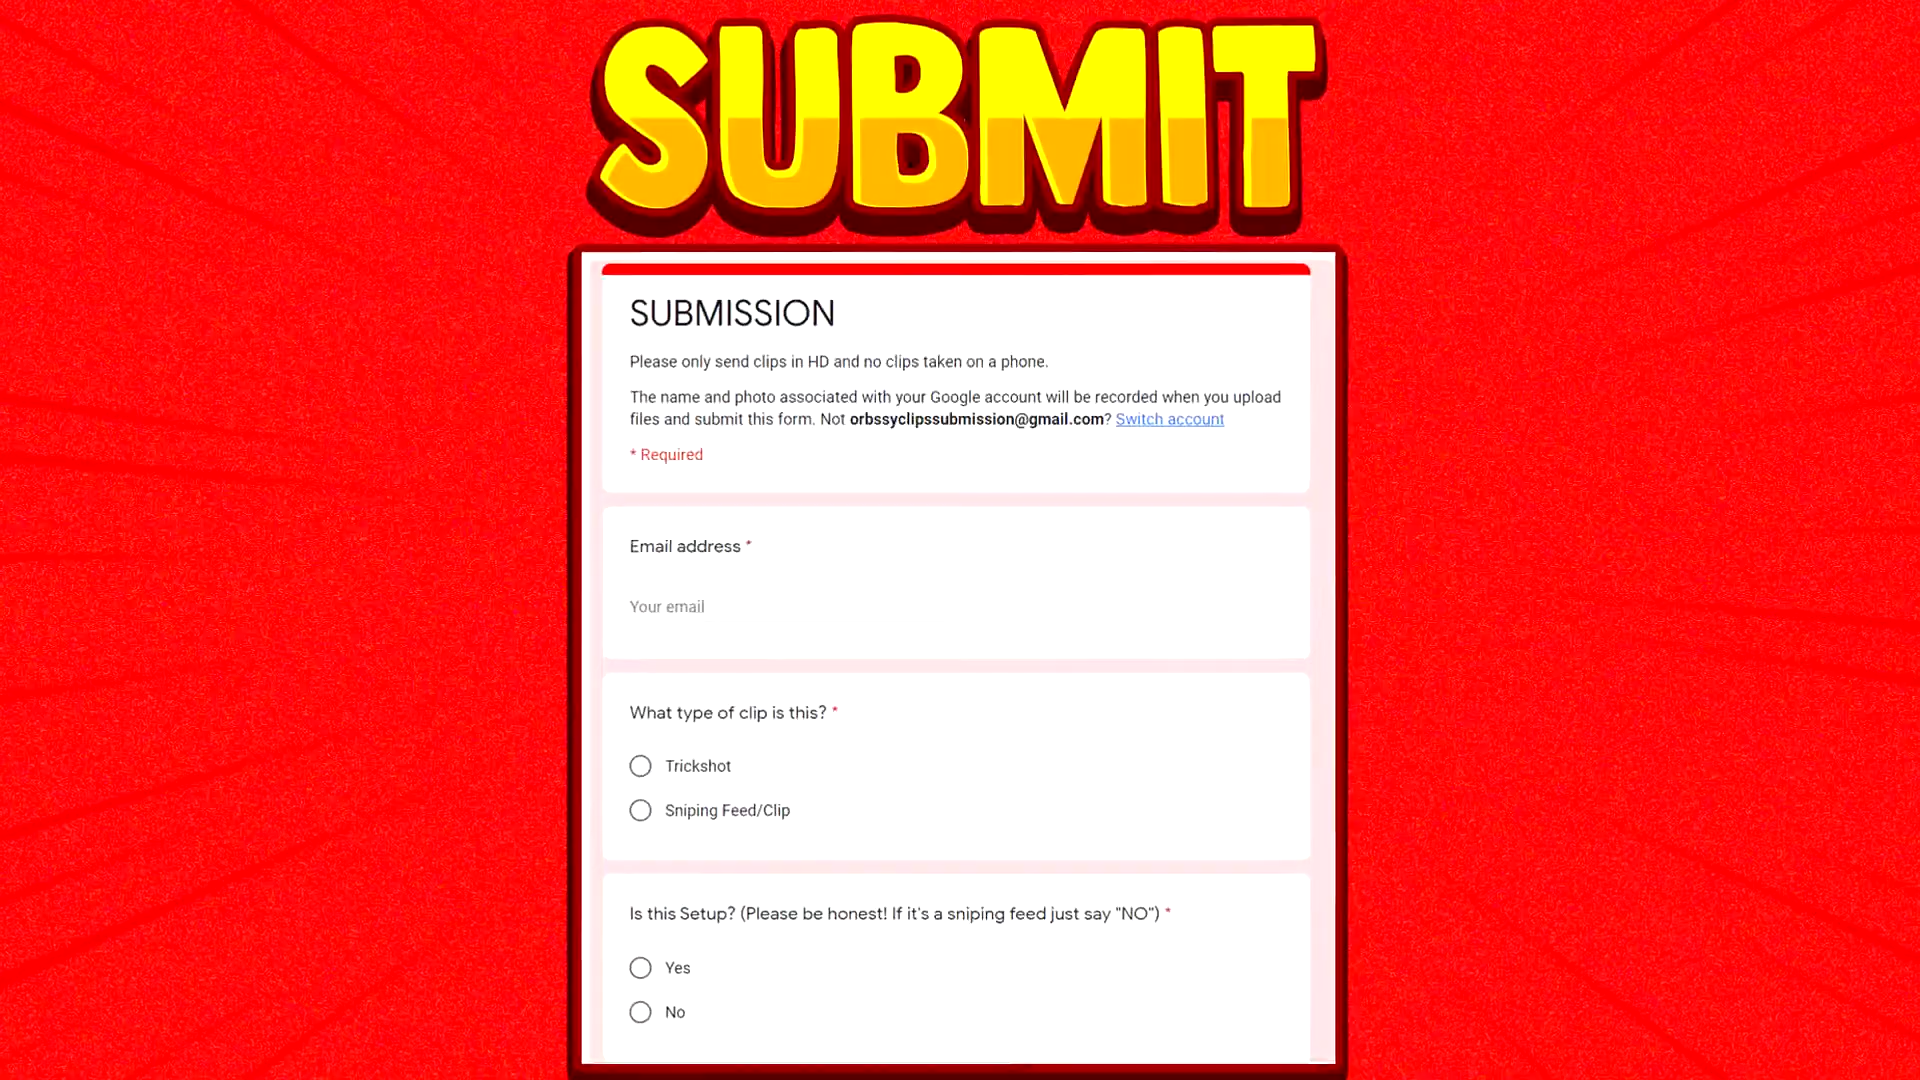 SUBMIT
SUBMISSION
Please only send clips in HD and no clips taken on a phone.
The name and photo associated with your Google account will be recorded when you upload
files and submit this form. Not orbssyclipssubmission@gmail.com? Switch account
* Required
Email address *
Your email
What type of clip is this? *
Trickshot
Sniping Feed/Clip
Is this Setup? (Please be honest! If it's a sniping feed just say "NO") *
Yes
No